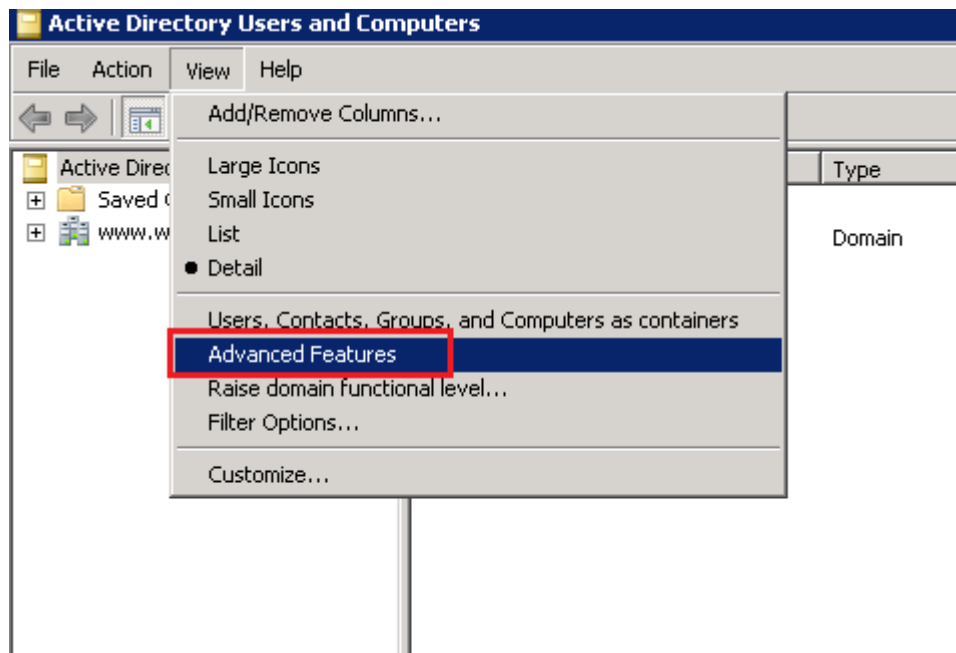 Active Directory Users and Computers
File Action View Help
Add/Remove Columns...
Active Direc Type
Large Icons
Saved
Small Icons
www.w List Domain
Detail
Users, Contacts, Groups, and Computers as containers
Advanced Features
Raise domain functional level...
Filter Options...
Customize...